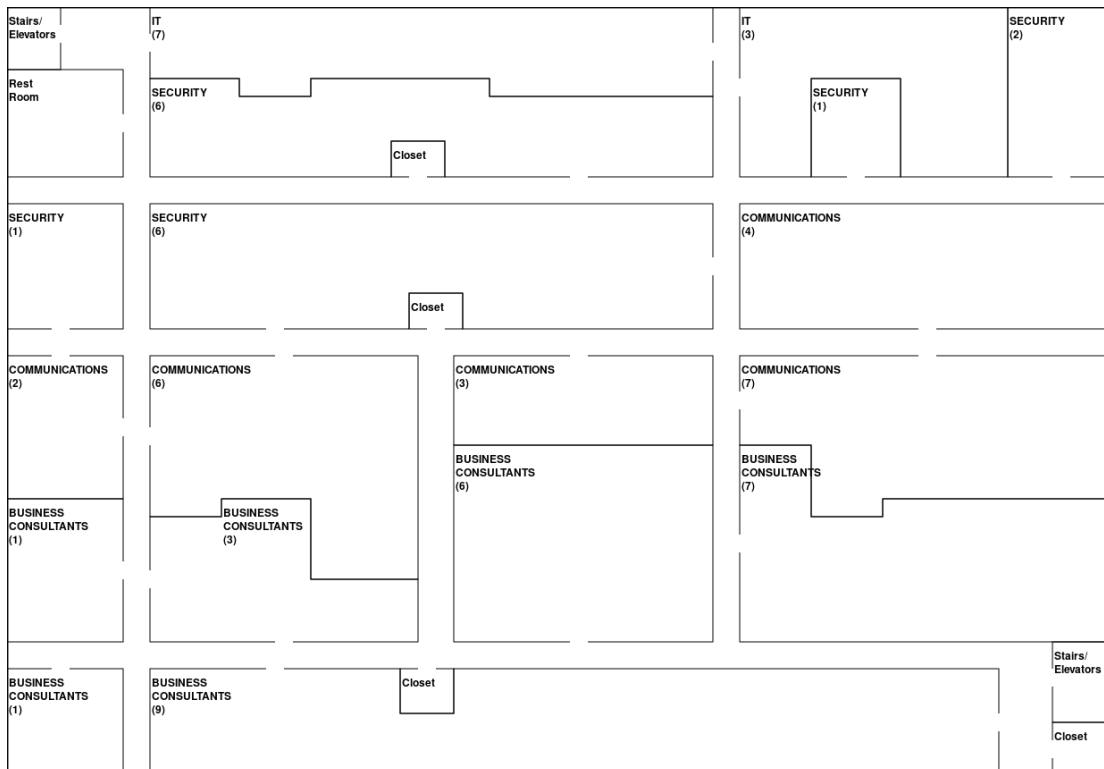 Stairs/
Elevators
IT
(7)
IT
(3)
SECURITY
(2)
Rest
Room
SECURITY
(6)
SECURITY
(1)
Closet
SECURITY
(1)
SECURITY
(6)
COMMUNICATIONS
(4)
Closet
COMMUNICATIONS
(2)
COMMUNICATIONS
(6)
COMMUNICATIONS
(3)
COMMUNICATIONS
(7)
BUSINESS
CONSULTANTS
(6)
BUSINESS
CONSULTANTS
(7)
BUSINESS
CONSULTANTS
(1)
BUSINESS
CONSULTANTS
(3)
Stairs/
Elevators
BUSINESS
CONSULTANTS
(1)
BUSINESS
CONSULTANTS
(9)
Closet
Closet